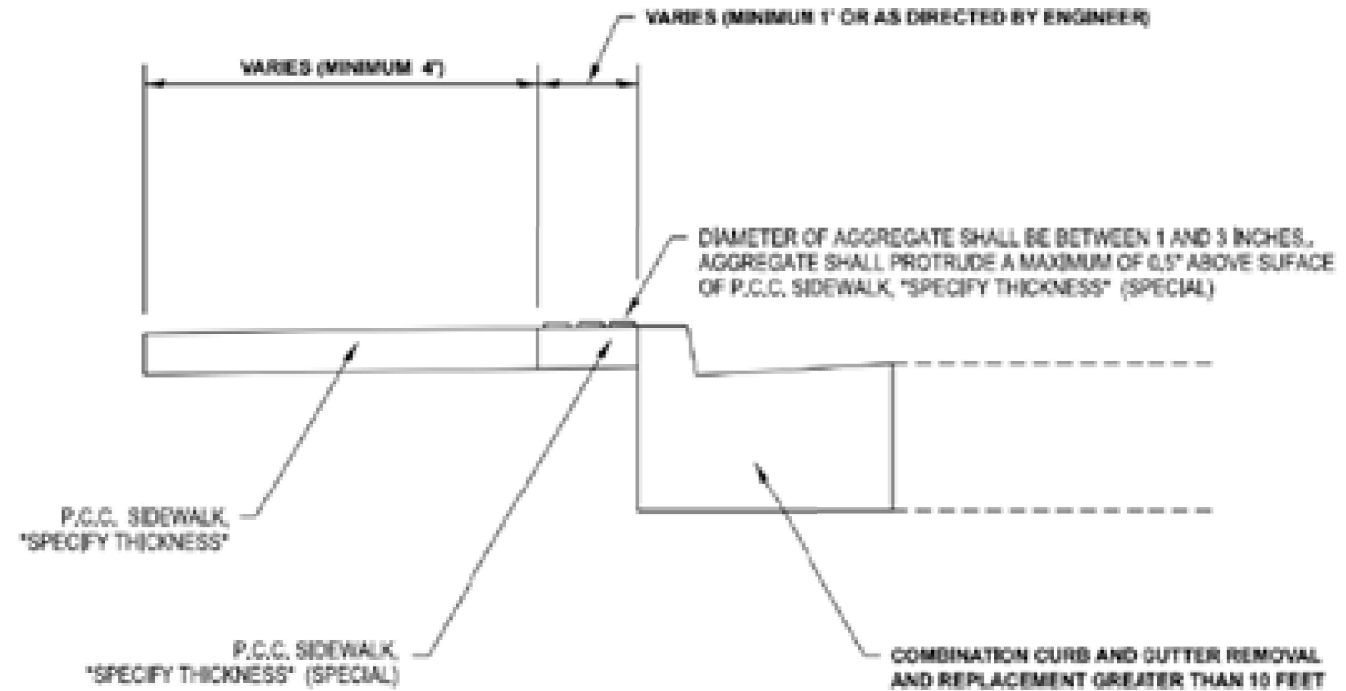 VARIES (MINIMUM 1' OR AS DIRECTED BY ENGINEER)
VARIES (MINIMUM 4')
DIAMETER OF AGGREGATE SHALL BE BETWEEN 1 AND 3 INCHES.
AGGREGATE SHALL PROTRUDE A MAXIMUM OF 0.5" ABOVE SUFACE
OF P.C.C. SIDEWALK, "SPECIFY THICKNESS" (SPECIAL)
P.C.C. SIDEWALK,
"SPECIFY THICKNESS"
P.C.C. SIDEWALK,
"SPECIFY THICKNESS" (SPECIAL)
COMBINATION CURB AND GUTTER REMOVAL
AND REPLACEMENT GREATER THAN 10 FEET